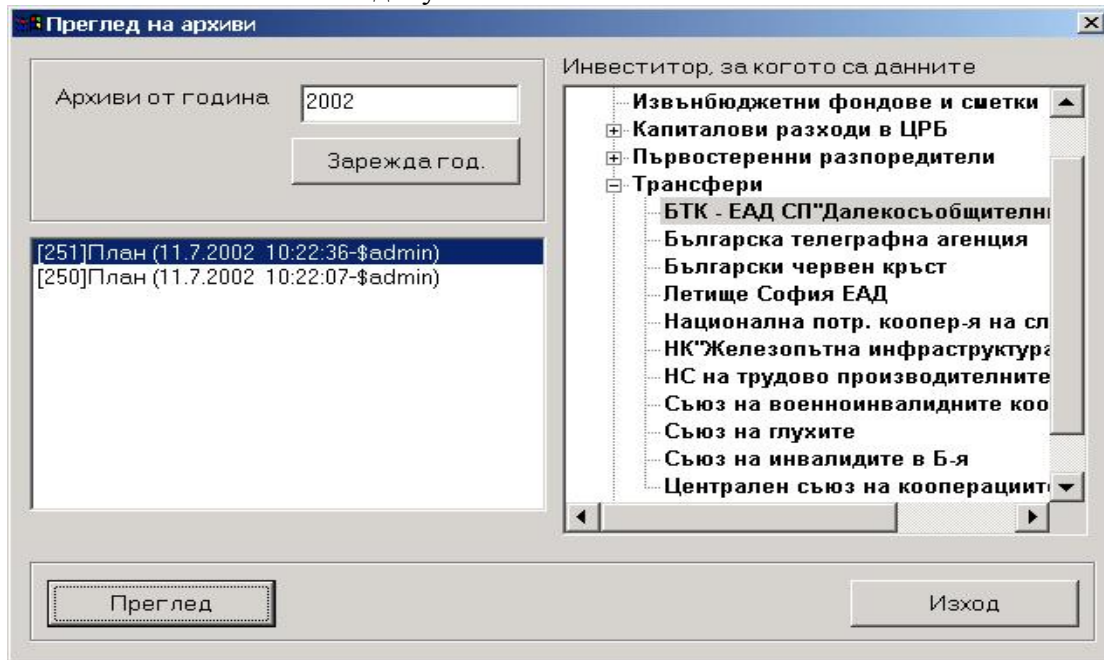 Преглед на архиви
Архиви от година
2002
Зарежда год.
[251]План (11.7.2002 10:22:36-$admin)
[250]План (11.7.2002 10:22:07-$admin)
Инвеститор, за когото са данните
Извънбюджетни фондове и сметки
Капиталови разходи в ЦРБ
Първостеренни разпоредители
Трансфери
БТК - ЕАД СП"Далекосъобщителн
Българска телеграфна агенция
Български червен кръст
Летище София ЕАД
Национална потр. коопер-я на сл
НК"Железопътна инфраструктура
НС на трудово производителните
Съюз на военноинвалидните коо
Съюз на глухите
Съюз на инвалидите в Б-я
Централен съюз на кооперациит
Преглед
Изход